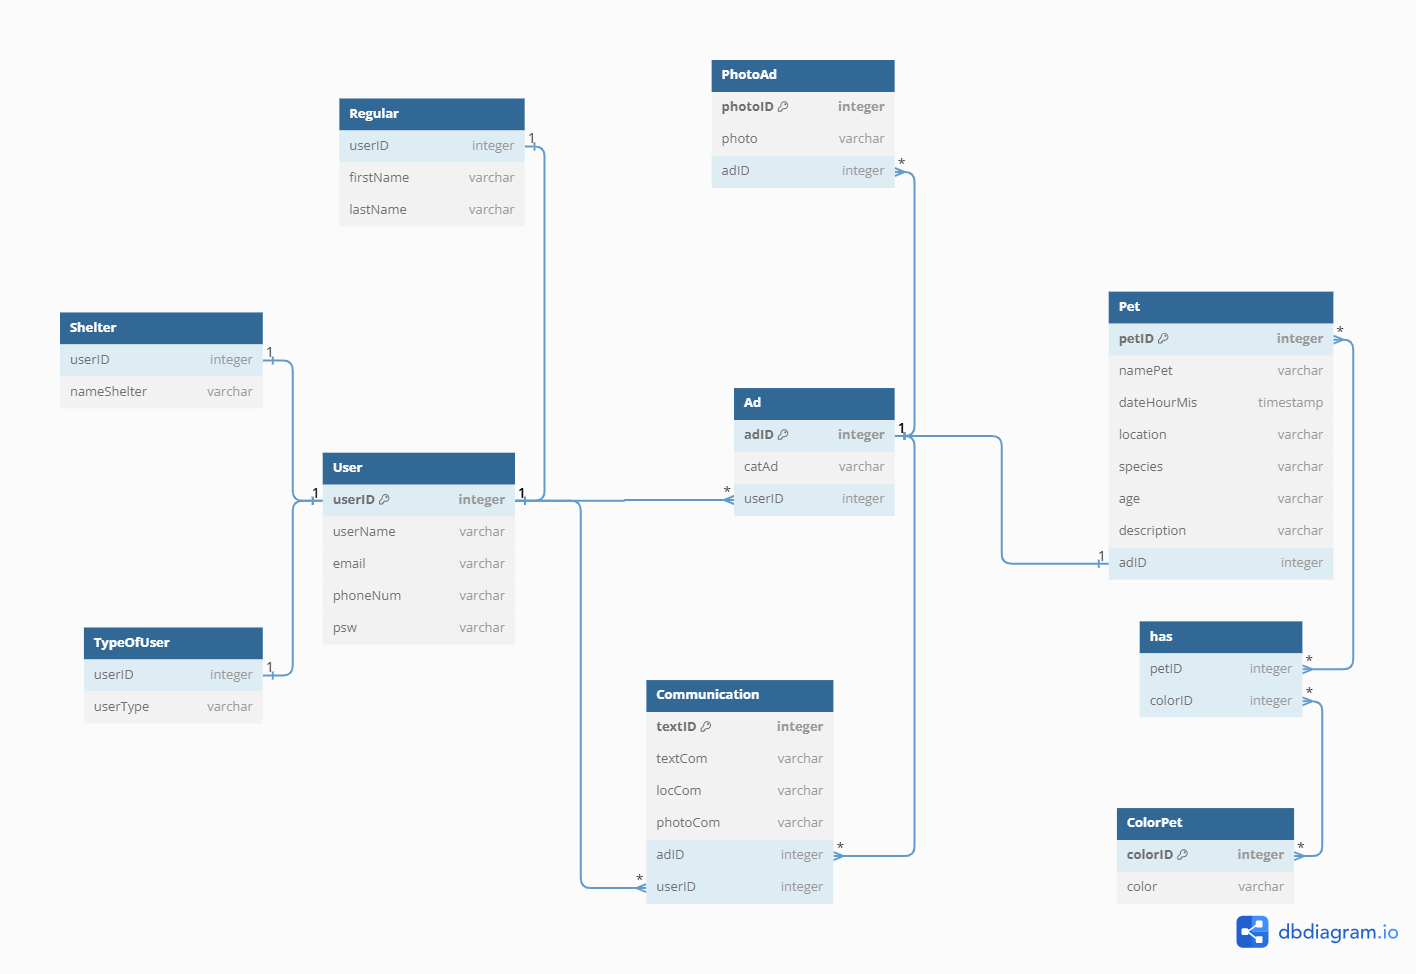 PhotoAd
photoID integer
photo varchar
adID integer
*
Regular
userID integer
firstName varchar
lastName varchar
1
Shelter
userID integer
nameShelter varchar
1
Pet
petID integer
namePet varchar
dateHourMis timestamp
location varchar
species varchar
age varchar
description varchar
adID integer
*
1
Ad
adID integer
catAd varchar
userID integer
1
*
User
userID integer
userName varchar
email varchar
phoneNum varchar
psw varchar
1
1
TypeOfUser
userID integer
userType varchar
1
has
petID integer
colorID integer
*
*
Communication
textID integer
textCom varchar
locCom varchar
photoCom varchar
adID integer
userID integer
*
*
ColorPet
colorID integer
color varchar
*
dbdiagram.io